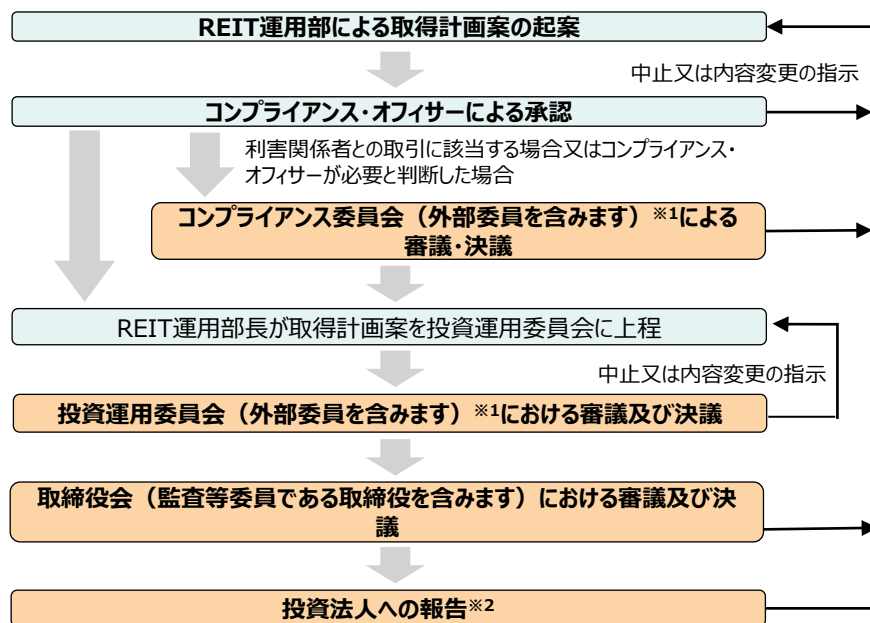 REIT運用部による取得計画案の起案
中止又は内容変更の指示
コンプライアンス・オフィサーによる承認
利害関係者との取引に該当する場合又はコンプライアンス・
オフィサーが必要と判断した場合
コンプライアンス委員会（外部委員を含みます）※1による
審議・決議
REIT運用部長が取得計画案を投資運用委員会に上程
中止又は内容変更の指示
投資運用委員会（外部委員を含みます）※1における審議及び決議
取締役会（監査等委員である取締役を含みます）における審議及び決
議
投資法人への報告※2